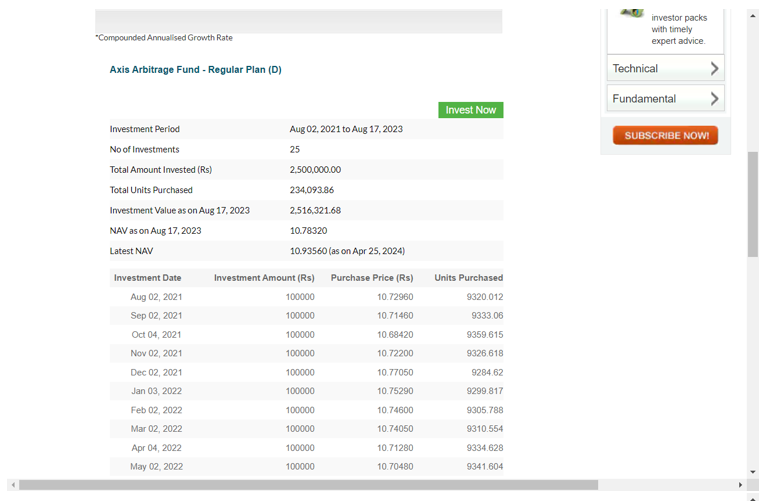 *Compounded Annualised Growth Rate
investor packs
with timely
expert advice.
Technical
Fundamental
SUBSCRIBE NOW!
Axis Arbitrage Fund - Regular Plan (D)
Invest Now
Investment Period Aug 02, 2021 to Aug 17, 2023
No of Investments 25
Total Amount Invested (Rs) 2,500,000.00
Total Units Purchased 234,093.86
Investment Value as on Aug 17, 2023 2,516,321.68
NAV as on Aug 17, 2023 10.78320
Latest NAV 10.93560 (as on Apr 25, 2024)
Investment Date Investment Amount (Rs) Purchase Price (Rs) Units Purchased
Aug 02, 2021 100000 10.72960 9320.012
Sep 02, 2021 100000 10.71460 9333.06
Oct 04, 2021 100000 10.68420 9359.615
Nov 02, 2021 100000 10.72200 9326.618
Dec 02, 2021 100000 10.77050 9284.62
Jan 03, 2022 100000 10.75290 9299.817
Feb 02, 2022 100000 10.74600 9305.788
Mar 02, 2022 100000 10.74050 9310.554
Apr 04, 2022 100000 10.71280 9334.628
May 02, 2022 100000 10.70480 9341.604